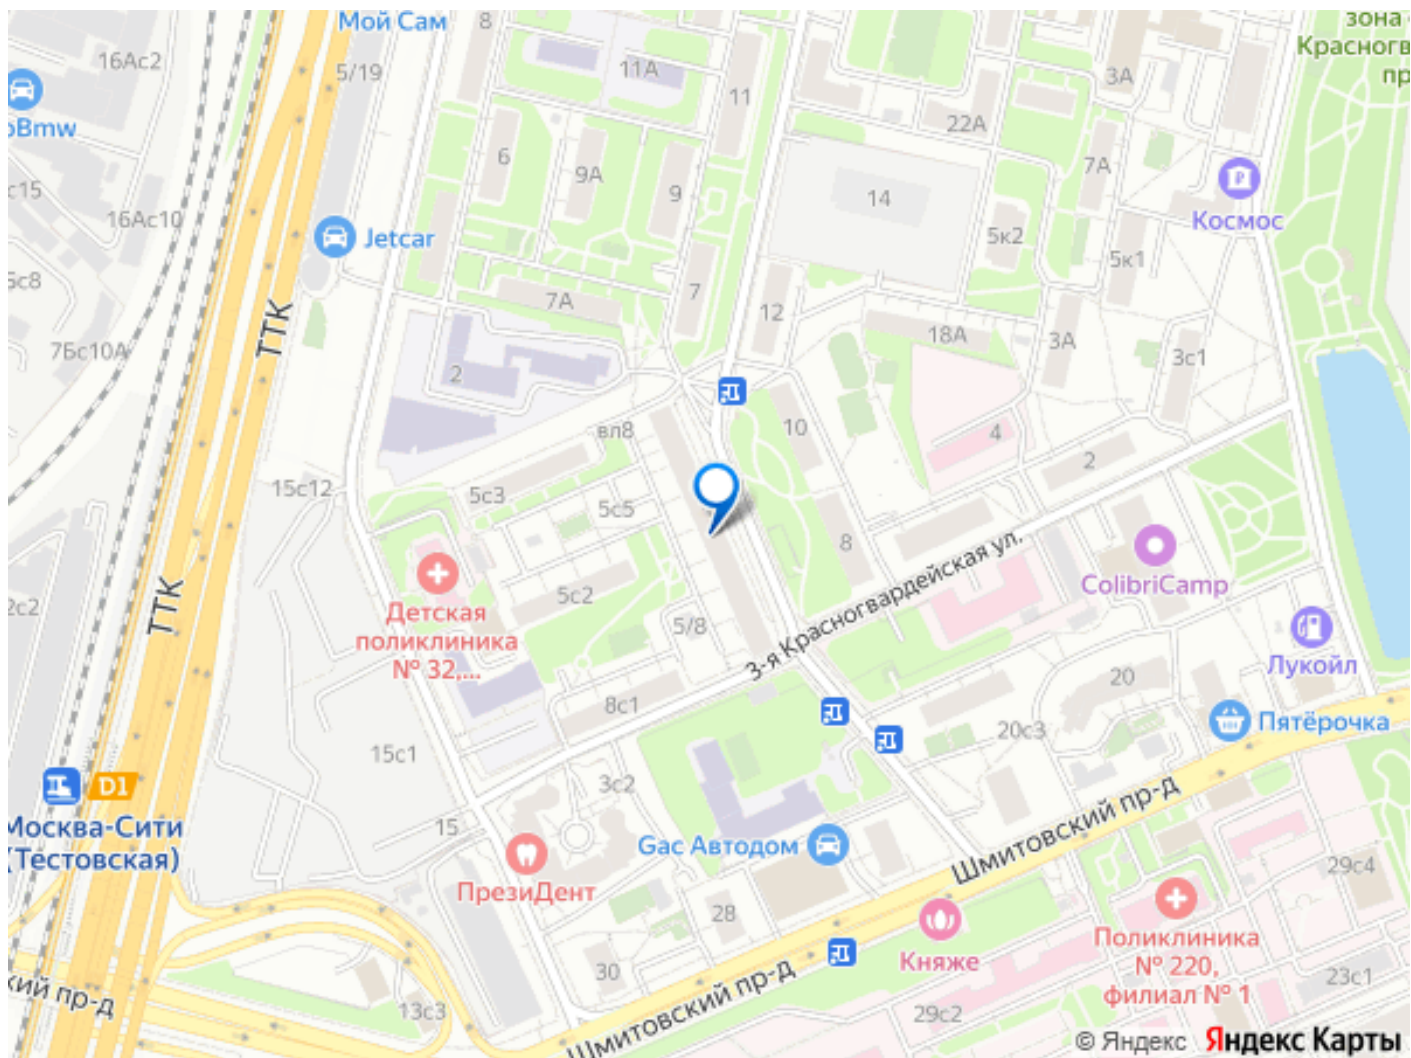 Мой Сам
8
зона
Красногв
пр
16Ас2
5/19
11А
11
3А
22А
оBmw
6
9А
9
7А
с15
16Ас10
14
Космос
Jetcar
5к2
5к1
5с8
ТТК
7А
7
12
18А
3А
3с1
7Бс10А
2
вл8
10
4
2
15с12
5с3
5с5
8
3-я Красногвардейская ул.
ColibriCamp
2с2
ТТК
5с2
Детская
поликлиника
№ 32,...
5/8
Лукойл
20
8с1
20с3
Пятёрочка
15с1
3с2
D1
Москва-Сити
(Тестовская)
15
Gac Автодом
Шмитовский пр-д
ПрезиДент
29с4
28
Княже
Поликлиника
№ 220,
филиал № 1
30
23с1
кий пр-д
13с3
29с2
Шмитовский пр-д
© Яндекс Яндекс Карты